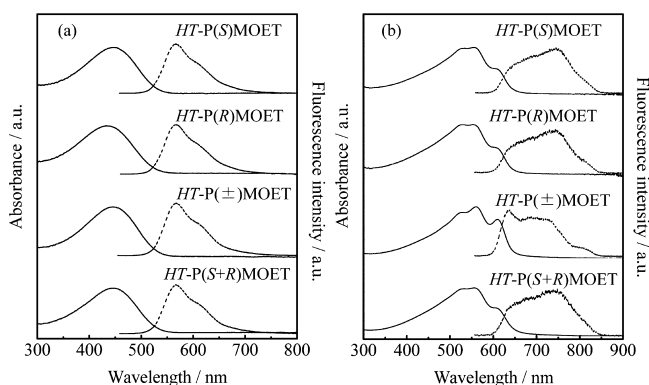 (a)
HT-P(S)MOET
HT-P(R)MOET
HT-P(±)MOET
HT-P(S+R)MOET
Absorbance / a.u.
Fluorescence intensity / a.u.
300 400 500 600 700 800
Wavelength / nm
(b)
HT-P(S)MOET
HT-P(R)MOET
HT-P(±)MOET
HT-P(S+R)MOET
Absorbance / a.u.
Fluorescence intensity / a.u.
300 400 500 600 700 800 900
Wavelength / nm